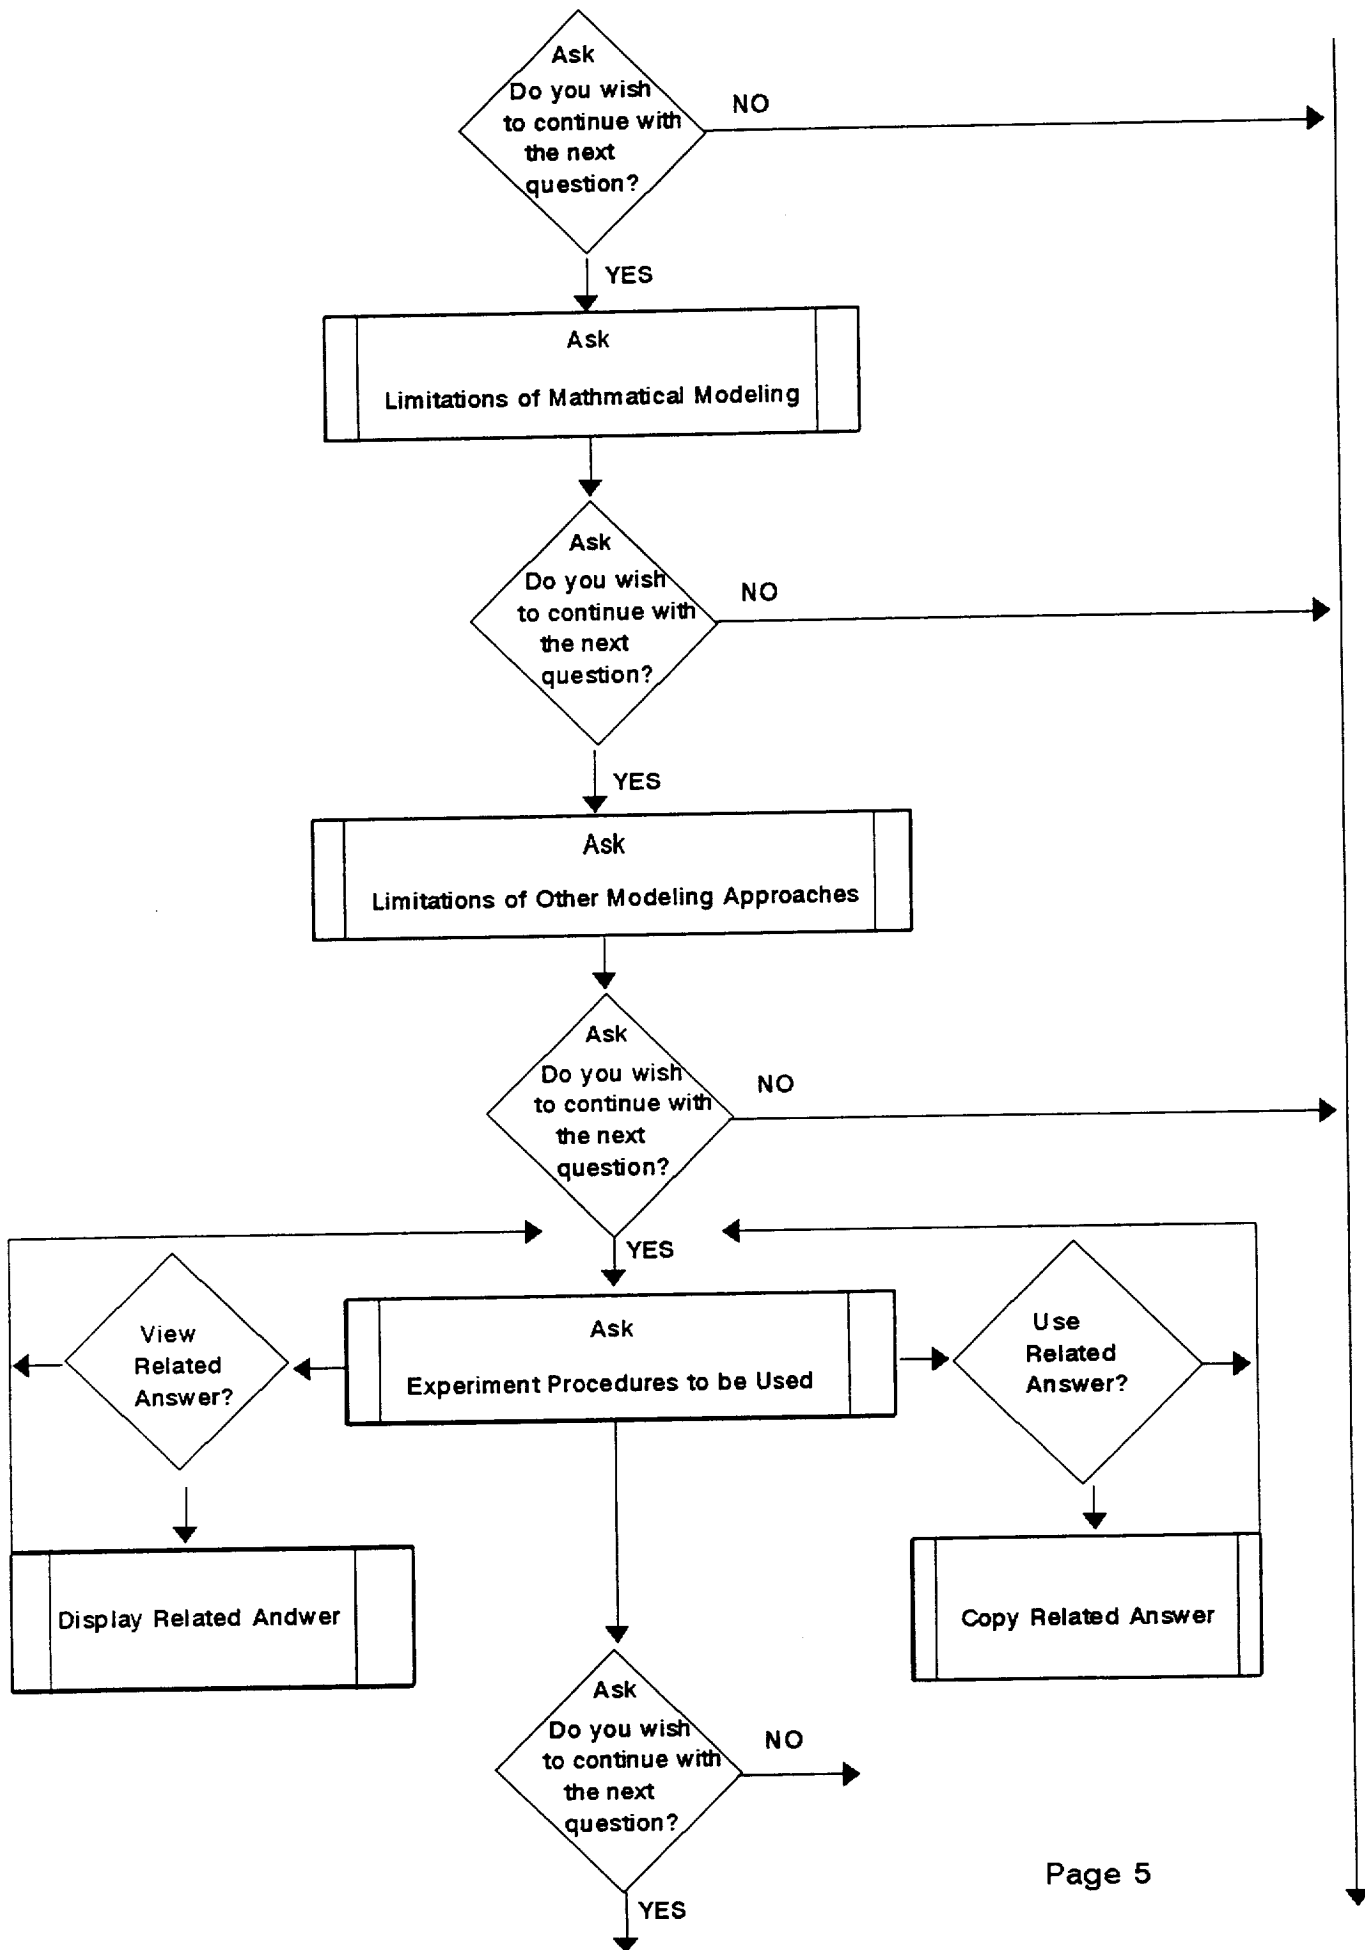 Ask
Do you wish
to continue with
the next
question?
NO
YES
Ask
Limitations of Mathmatical Modeling
Ask
Do you wish
to continue with
the next
question?
NO
YES
Ask
Limitations of Other Modeling Approaches
Ask
Do you wish
to continue with
the next
question?
NO
YES
View
Related
Answer?
Ask
Experiment Procedures to be Used
Use
Related
Answer?
Display Related Andwer
Copy Related Answer
Ask
Do you wish
to continue with
the next
question?
NO
YES
Page 5